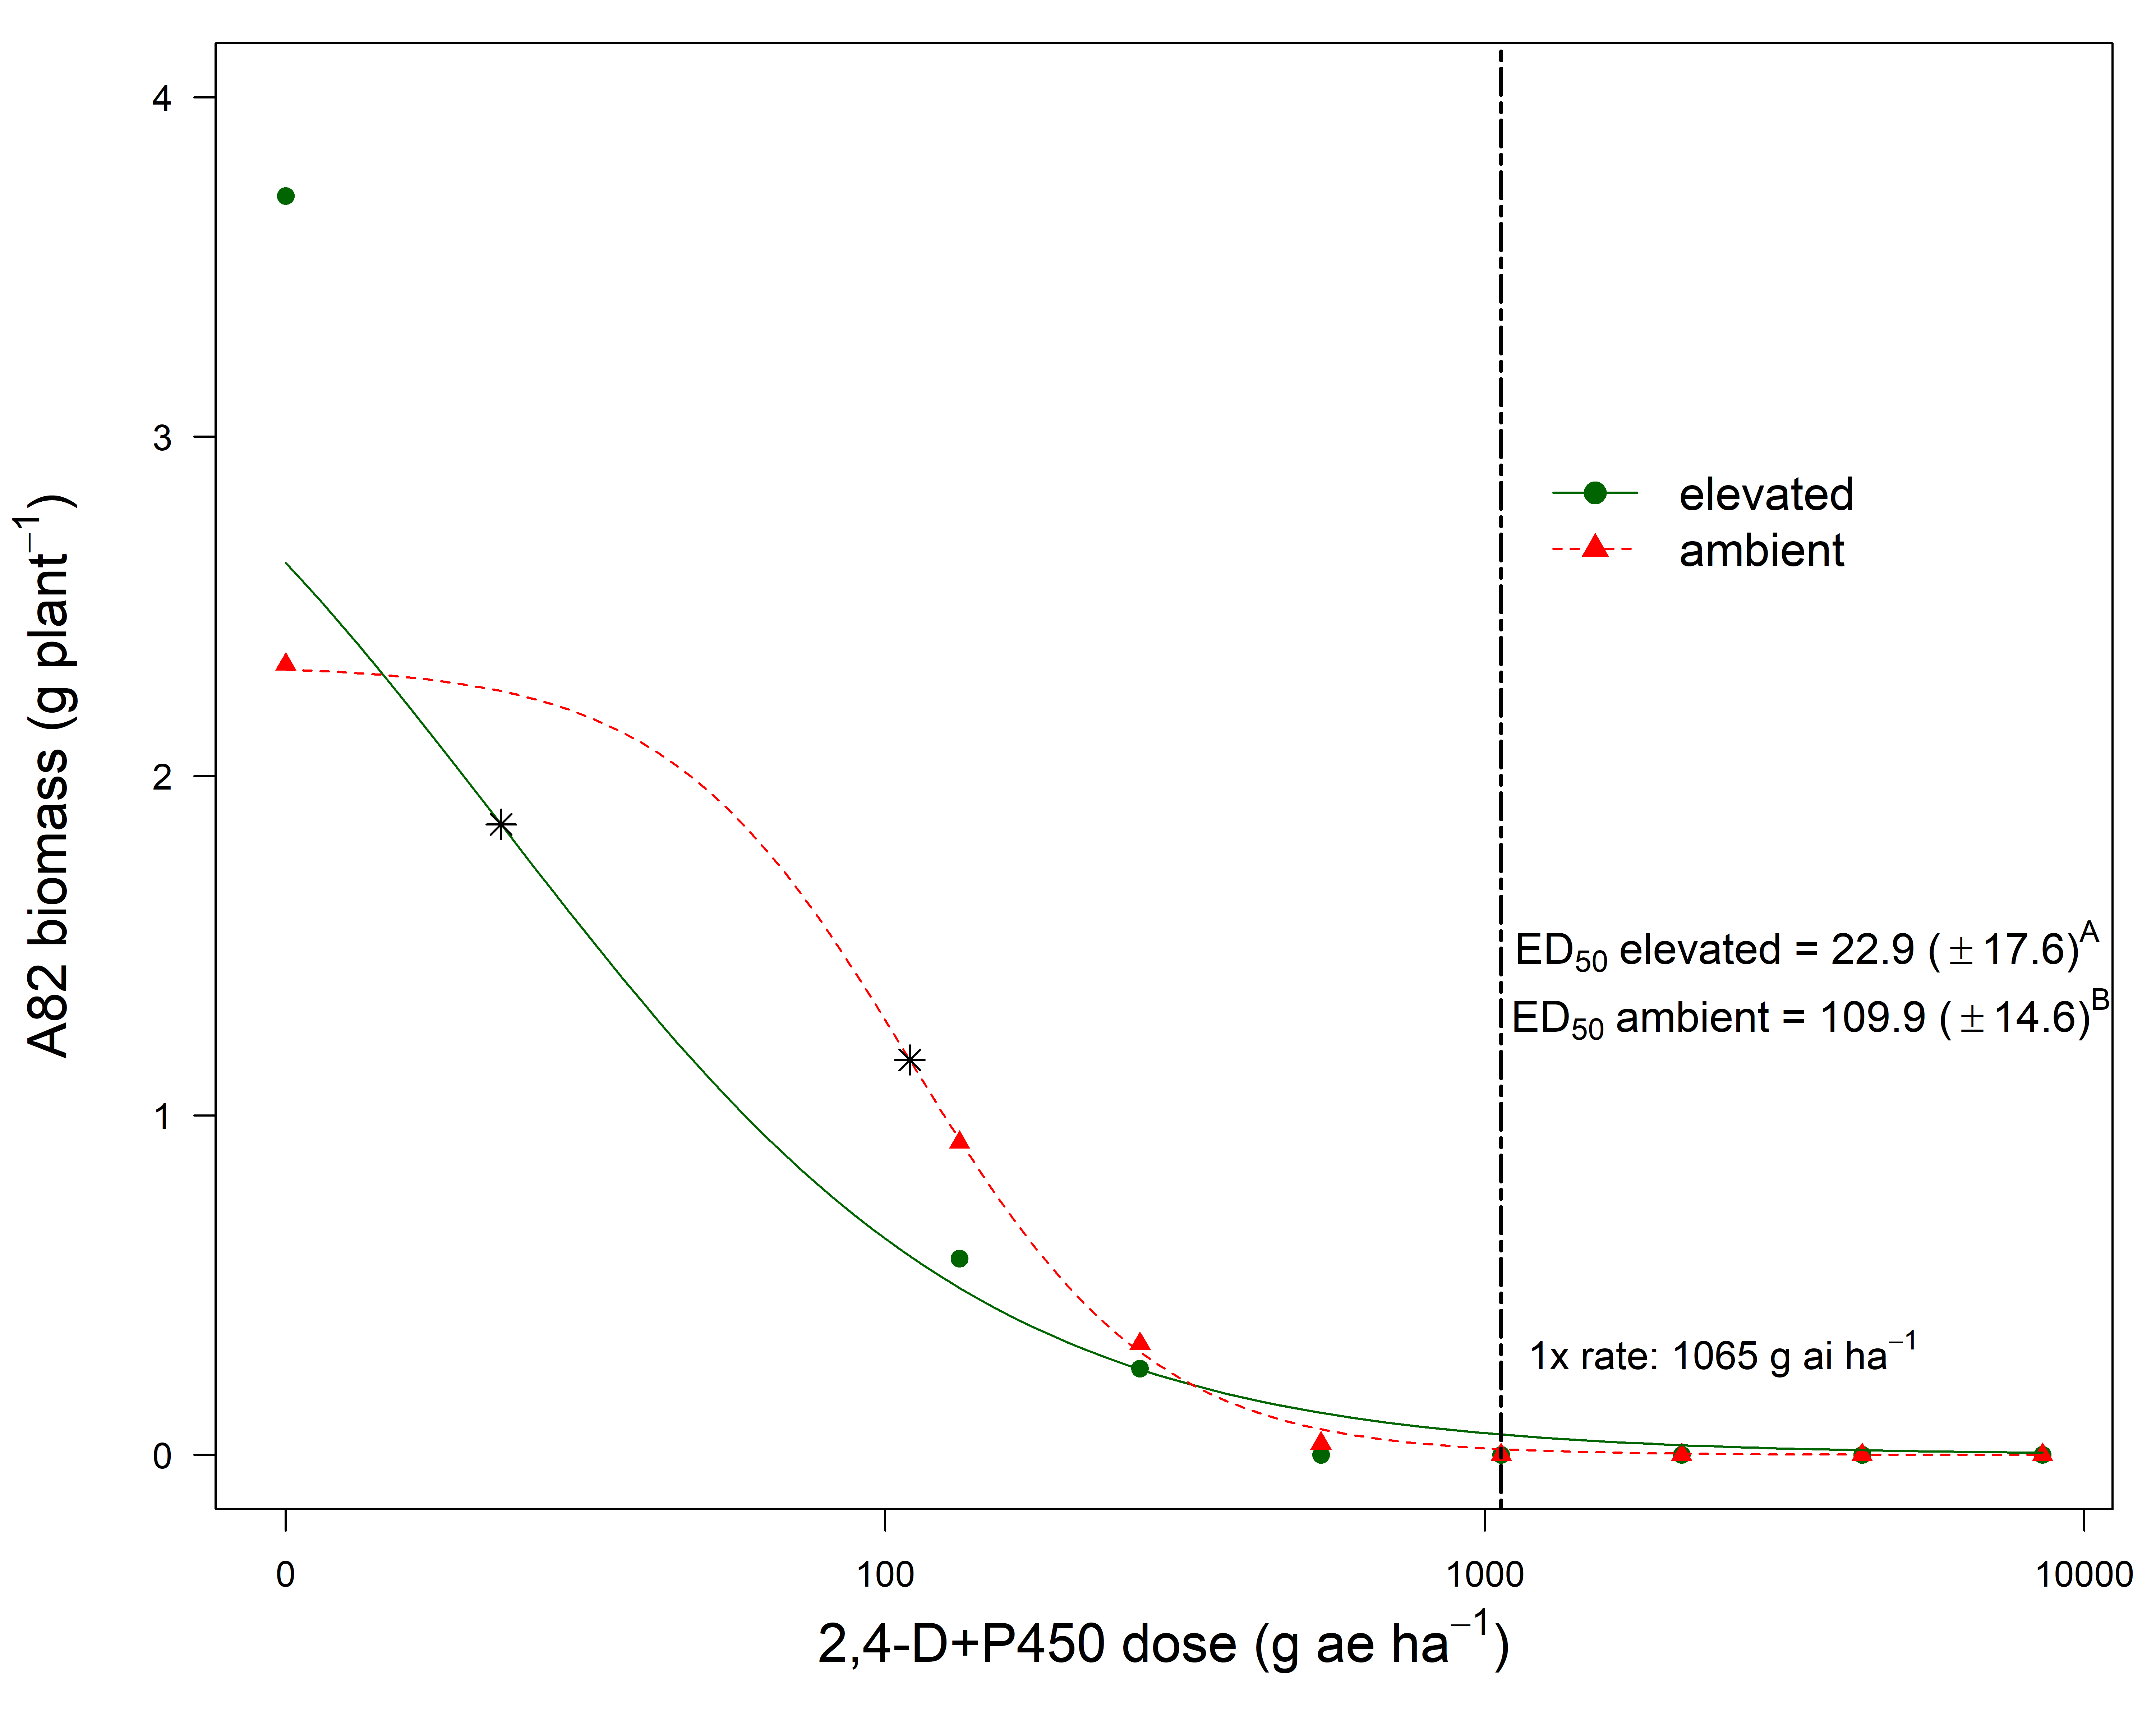 4
3
2
1
0
A82 biomass (g plant⁻¹)
elevated
ambient
ED₅₀ elevated = 22.9 (±17.6)ᴬ
ED₅₀ ambient = 109.9 (±14.6)ᴮ
1x rate: 1065 g ai ha⁻¹
0 100 1000 10000
2,4-D+P450 dose (g ae ha⁻¹)